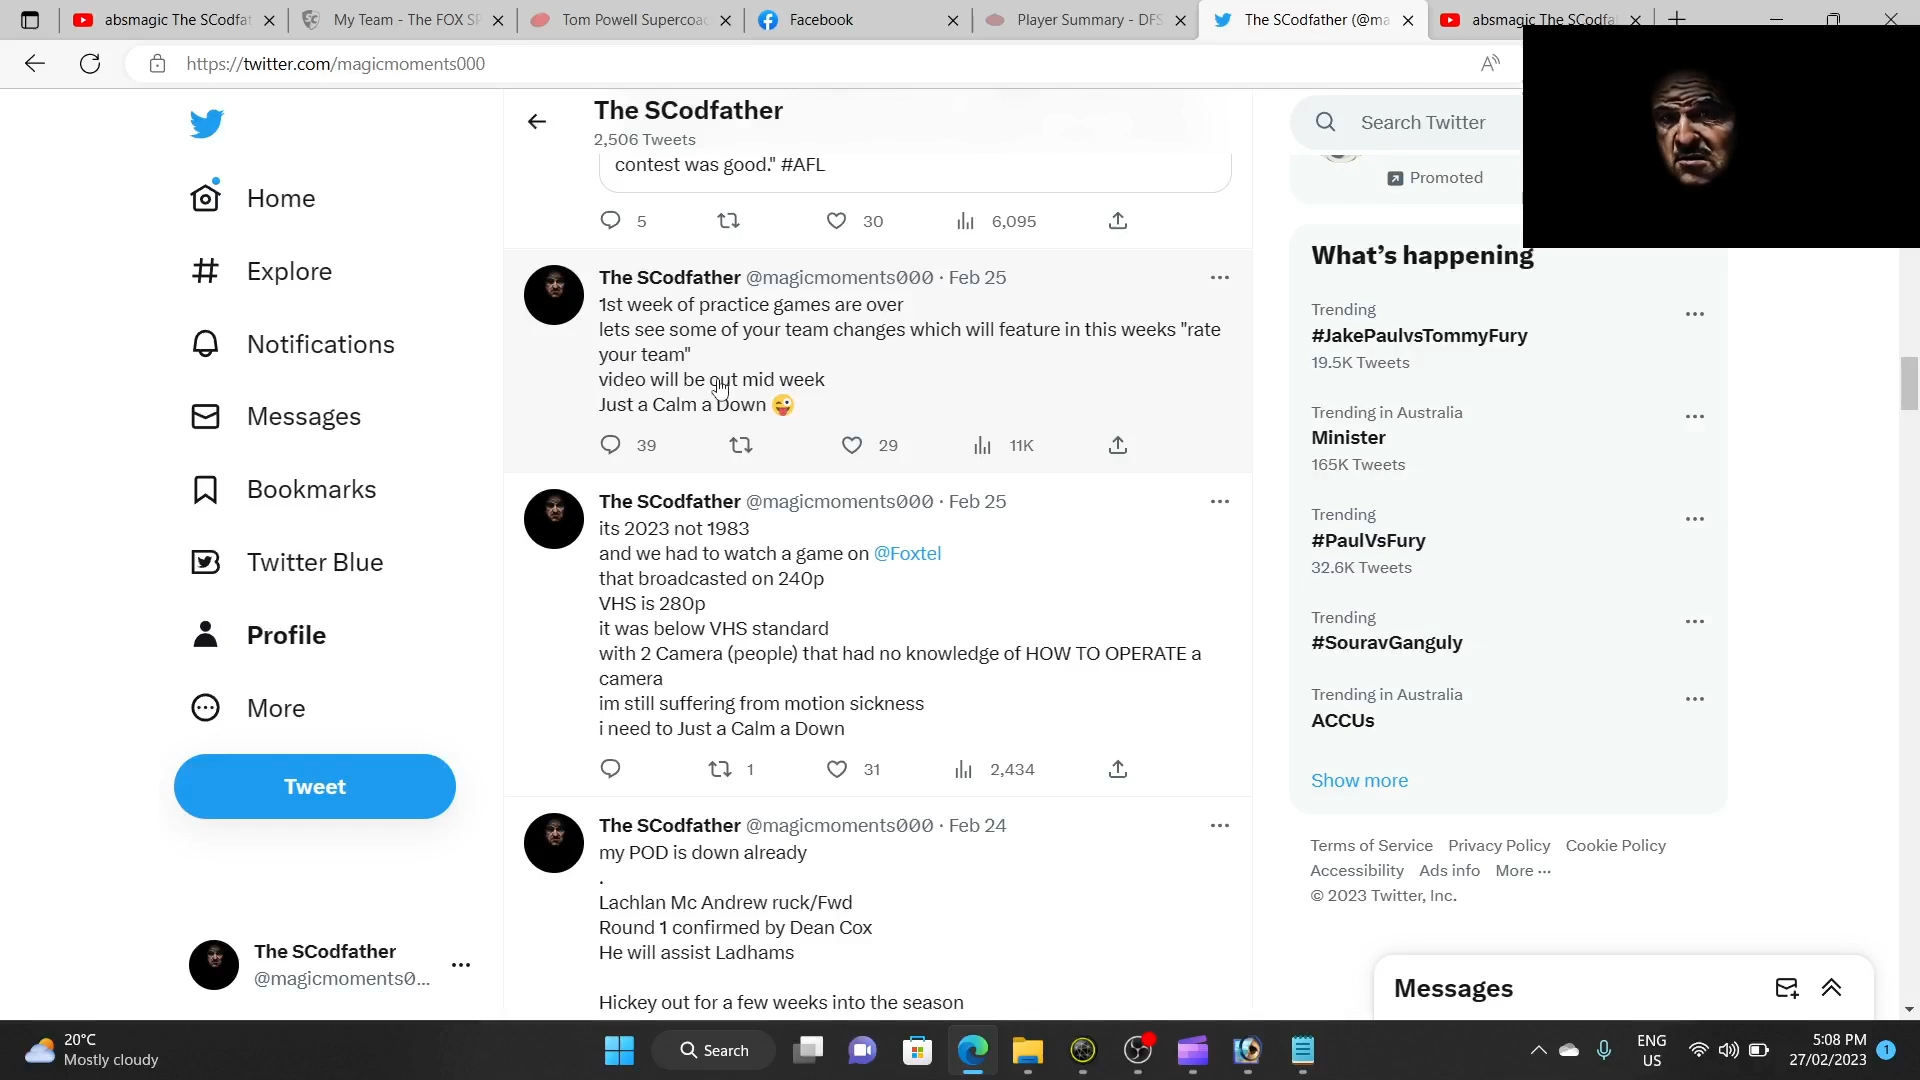 absmagic The SCodfat
My Team - The FOX SP
Tom Powell Supercoac
Facebook
Player Summary - DFS
The SCodfather (@ma
absmagic The SCodfa
https://twitter.com/magicmoments000
The SCodfather
2,506 Tweets
Home
Explore
Notifications
Messages
Bookmarks
Twitter Blue
Profile
More
Tweet
The SCodfather
@magicmoments0...
contest was good." #AFL
5 30 6,095
The SCodfather @magicmoments000 · Feb 25
1st week of practice games are over
lets see some of your team changes which will feature in this weeks "rate
your team"
video will be out mid week
Just a Calm a Down 😜
39 29 11K
The SCodfather @magicmoments000 · Feb 25
its 2023 not 1983
and we had to watch a game on @Foxtel
that broadcasted on 240p
VHS is 280p
it was below VHS standard
with 2 Camera (people) that had no knowledge of HOW TO OPERATE a
camera
im still suffering from motion sickness
i need to Just a Calm a Down
1 31 2,434
The SCodfather @magicmoments000 · Feb 24
my POD is down already
.
Lachlan Mc Andrew ruck/Fwd
Round 1 confirmed by Dean Cox
He will assist Ladhams
Hickey out for a few weeks into the season
Search Twitter
Promoted
What's happening
Trending
#JakePaulvsTommyFury
19.5K Tweets
Trending in Australia
Minister
165K Tweets
Trending
#PaulVsFury
32.6K Tweets
Trending
#SouravGanguly
Trending in Australia
ACCUs
Show more
Terms of Service Privacy Policy Cookie Policy
Accessibility Ads info More ...
© 2023 Twitter, Inc.
Messages
20°C
Mostly cloudy
Search
ENG
US
5:08 PM
27/02/2023
1